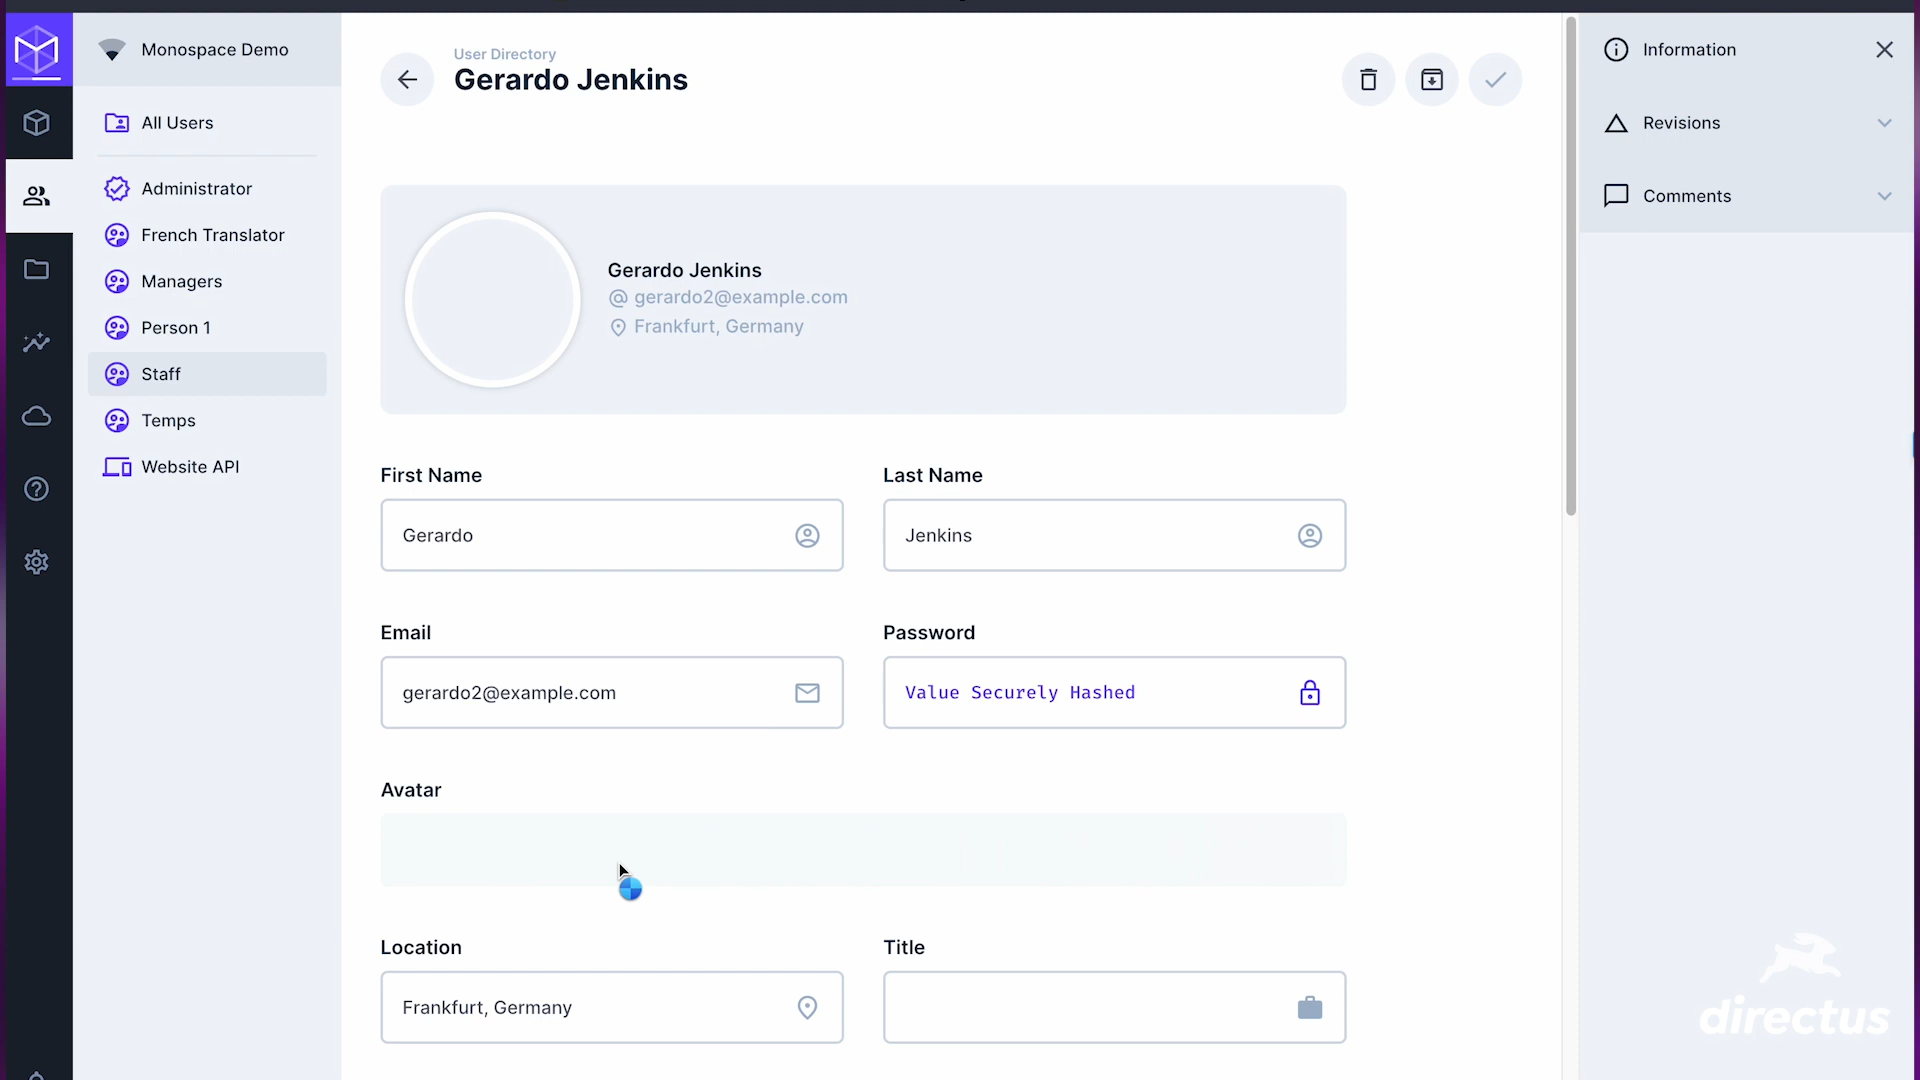 Monospace Demo
All Users
Administrator
French Translator
Managers
Person 1
Staff
Temps
Website API
User Directory
Gerardo Jenkins
Gerardo Jenkins
gerardo2@example.com
Frankfurt, Germany
First Name
Last Name
Gerardo
Jenkins
Email
Password
gerardo2@example.com
Value Securely Hashed
Avatar
Location
Title
Frankfurt, Germany
Information
Revisions
Comments
directus